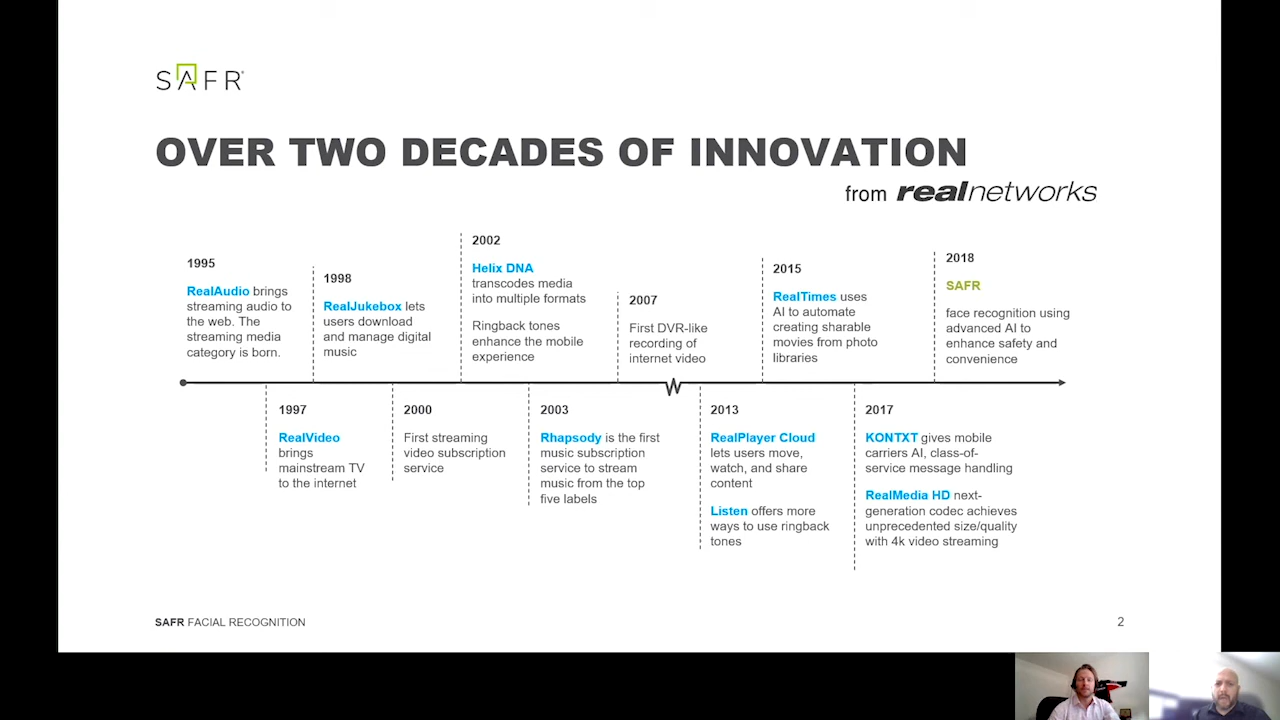 SAFR
OVER TWO DECADES OF INNOVATION
from realnetworks
1995
RealAudio brings
streaming audio to
the web. The
streaming media
category is born.
1997
RealVideo
brings
mainstream TV
to the internet
1998
RealJukebox lets
users download
and manage digital
music
2000
First streaming
video subscription
service
2002
Helix DNA
transcodes media
into multiple formats
Ringback tones
enhance the mobile
experience
2003
Rhapsody is the first
music subscription
service to stream
music from the top
five labels
2007
First DVR-like
recording of
internet video
2013
RealPlayer Cloud
lets users move,
watch, and share
content
Listen offers more
ways to use ringback
tones
2015
RealTimes uses
AI to automate
creating sharable
movies from photo
libraries
2017
KONTXT gives mobile
carriers AI, class-of-
service message handling
RealMedia HD next-
generation codec achieves
unprecedented size/quality
with 4k video streaming
2018
SAFR
face recognition using
advanced AI to
enhance safety and
convenience
SAFR FACIAL RECOGNITION
2